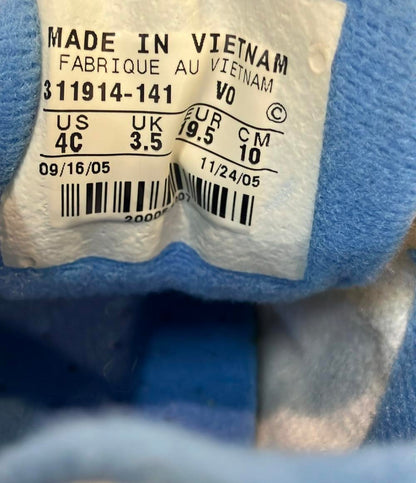 MADE IN VIETNAM
FABRIQUE AU VIETNAM
311914-141 VO ©
US UK EUR CM
4C 3.5 19.5 10
09/16/05 11/24/05